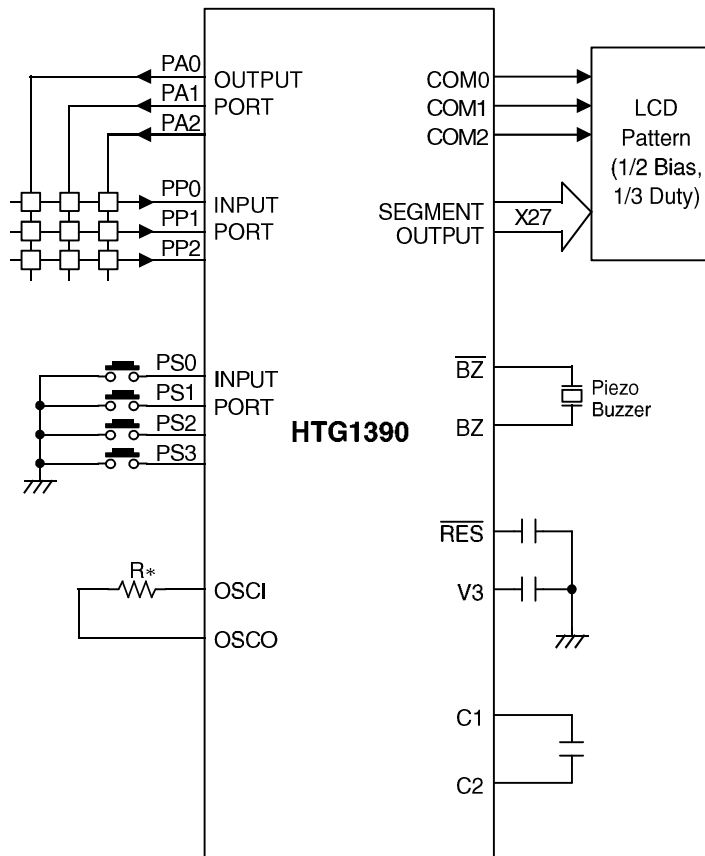 PA0
OUTPUT
PA1
PORT
PA2
PP0
INPUT
PP1
PORT
PP2
PS0
INPUT
PS1
PORT
PS2
PS3
R*
OSCI
OSCO
HTG1390
COM0
COM1
COM2
SEGMENT
OUTPUT
X27
LCD
Pattern
(1/2 Bias,
1/3 Duty)
BZ
BZ
Piezo
Buzzer
RES
V3
C1
C2